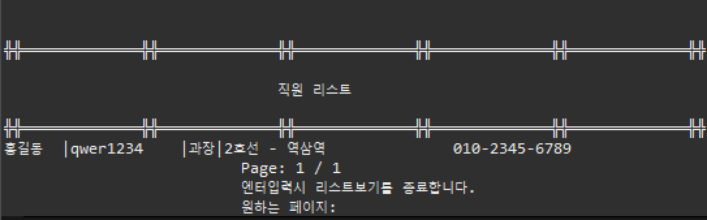 직원 리스트
홍길동 |qwer1234 |과장|2호선 - 역삼역 010-2345-6789
Page: 1 / 1
엔터입력시 리스트보기를 종료합니다.
원하는 페이지: